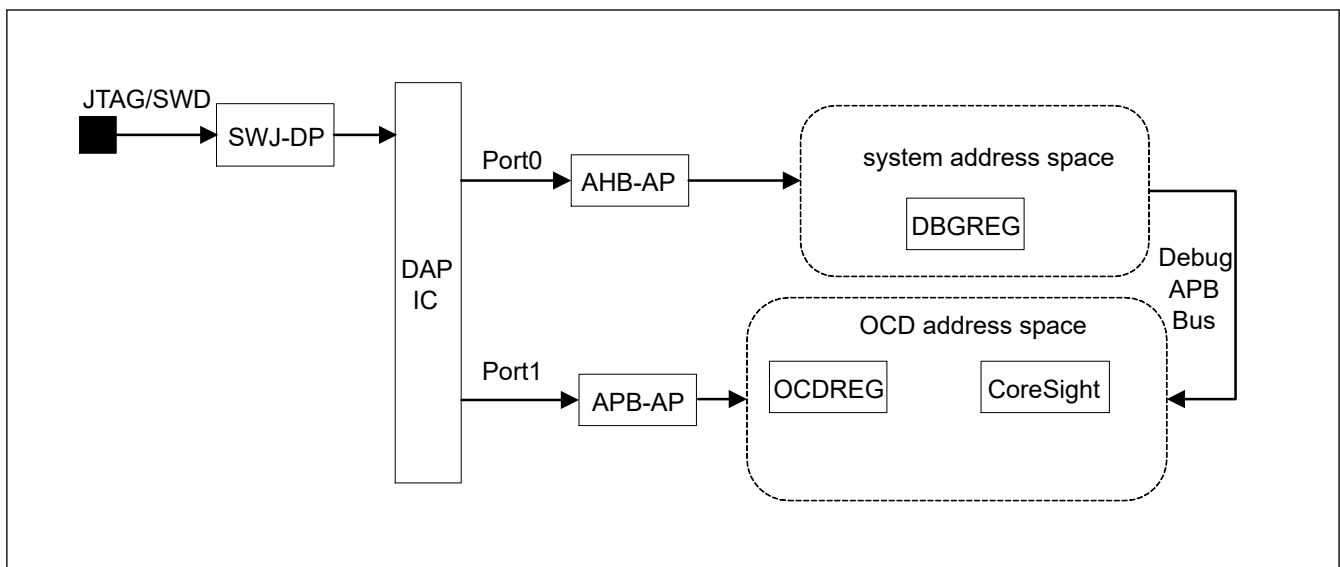 JTAG/SWD
SWJ-DP
DAP
IC
Port0
AHB-AP
system address space
DBGREG
Debug
APB
Bus
OCD address space
Port1
APB-AP
OCDREG
CoreSight